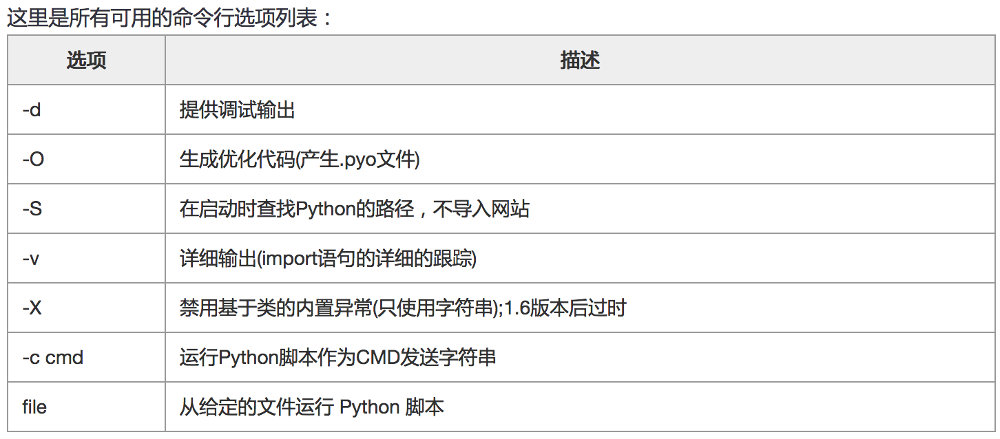 这里是所有可用的命令行选项列表：
选项 描述
-d 提供调试输出
-O 生成优化代码(产生.pyo文件)
-S 在启动时查找Python的路径，不导入网站
-v 详细输出(import语句的详细的跟踪)
-X 禁用基于类的内置异常(只使用字符串);1.6版本后过时
-c cmd 运行Python脚本作为CMD发送字符串
file 从给定的文件运行 Python 脚本